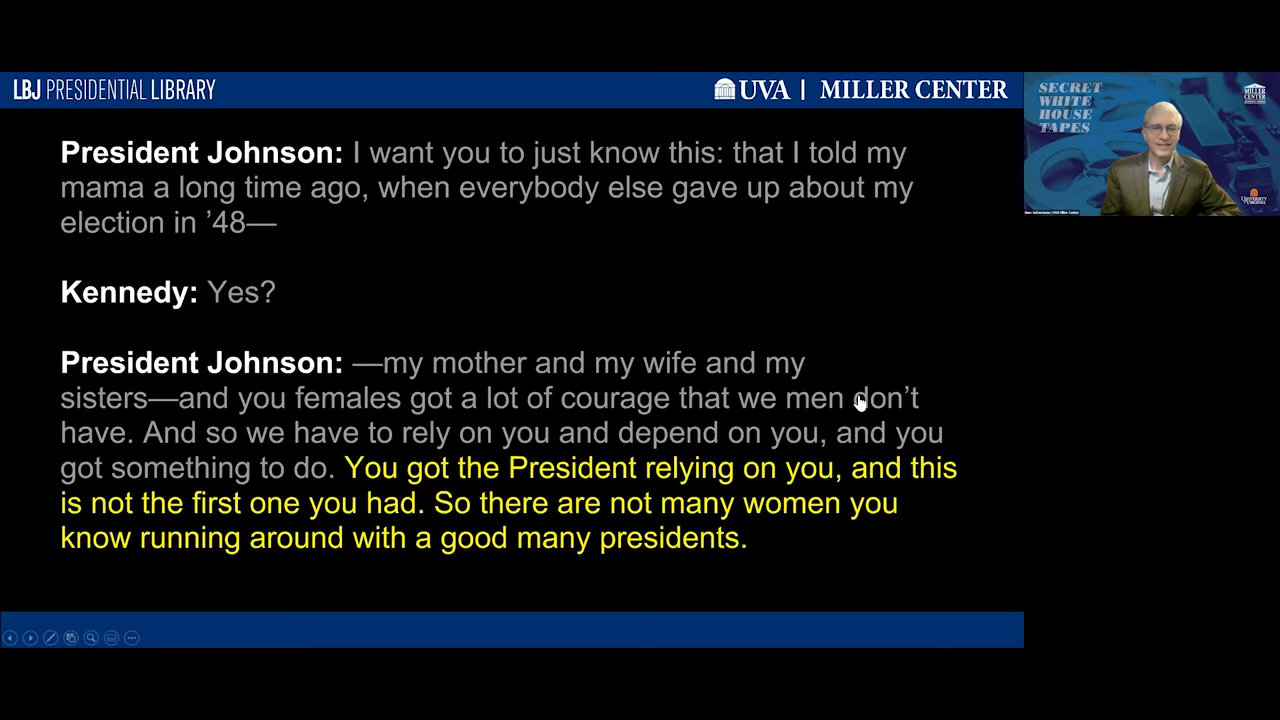 LBJ PRESIDENTIAL LIBRARY
UVA | MILLER CENTER
SECRET
WHITE
HOUSE
TAPES
MILLER
CENTER
UNIVERSITY
VIRGINIA
President Johnson: I want you to just know this: that I told my
mama a long time ago, when everybody else gave up about my
election in ’48—
Kennedy: Yes?
President Johnson: —my mother and my wife and my
sisters—and you females got a lot of courage that we men don’t
have. And so we have to rely on you and depend on you, and you
got something to do. You got the President relying on you, and this
is not the first one you had. So there are not many women you
know running around with a good many presidents.